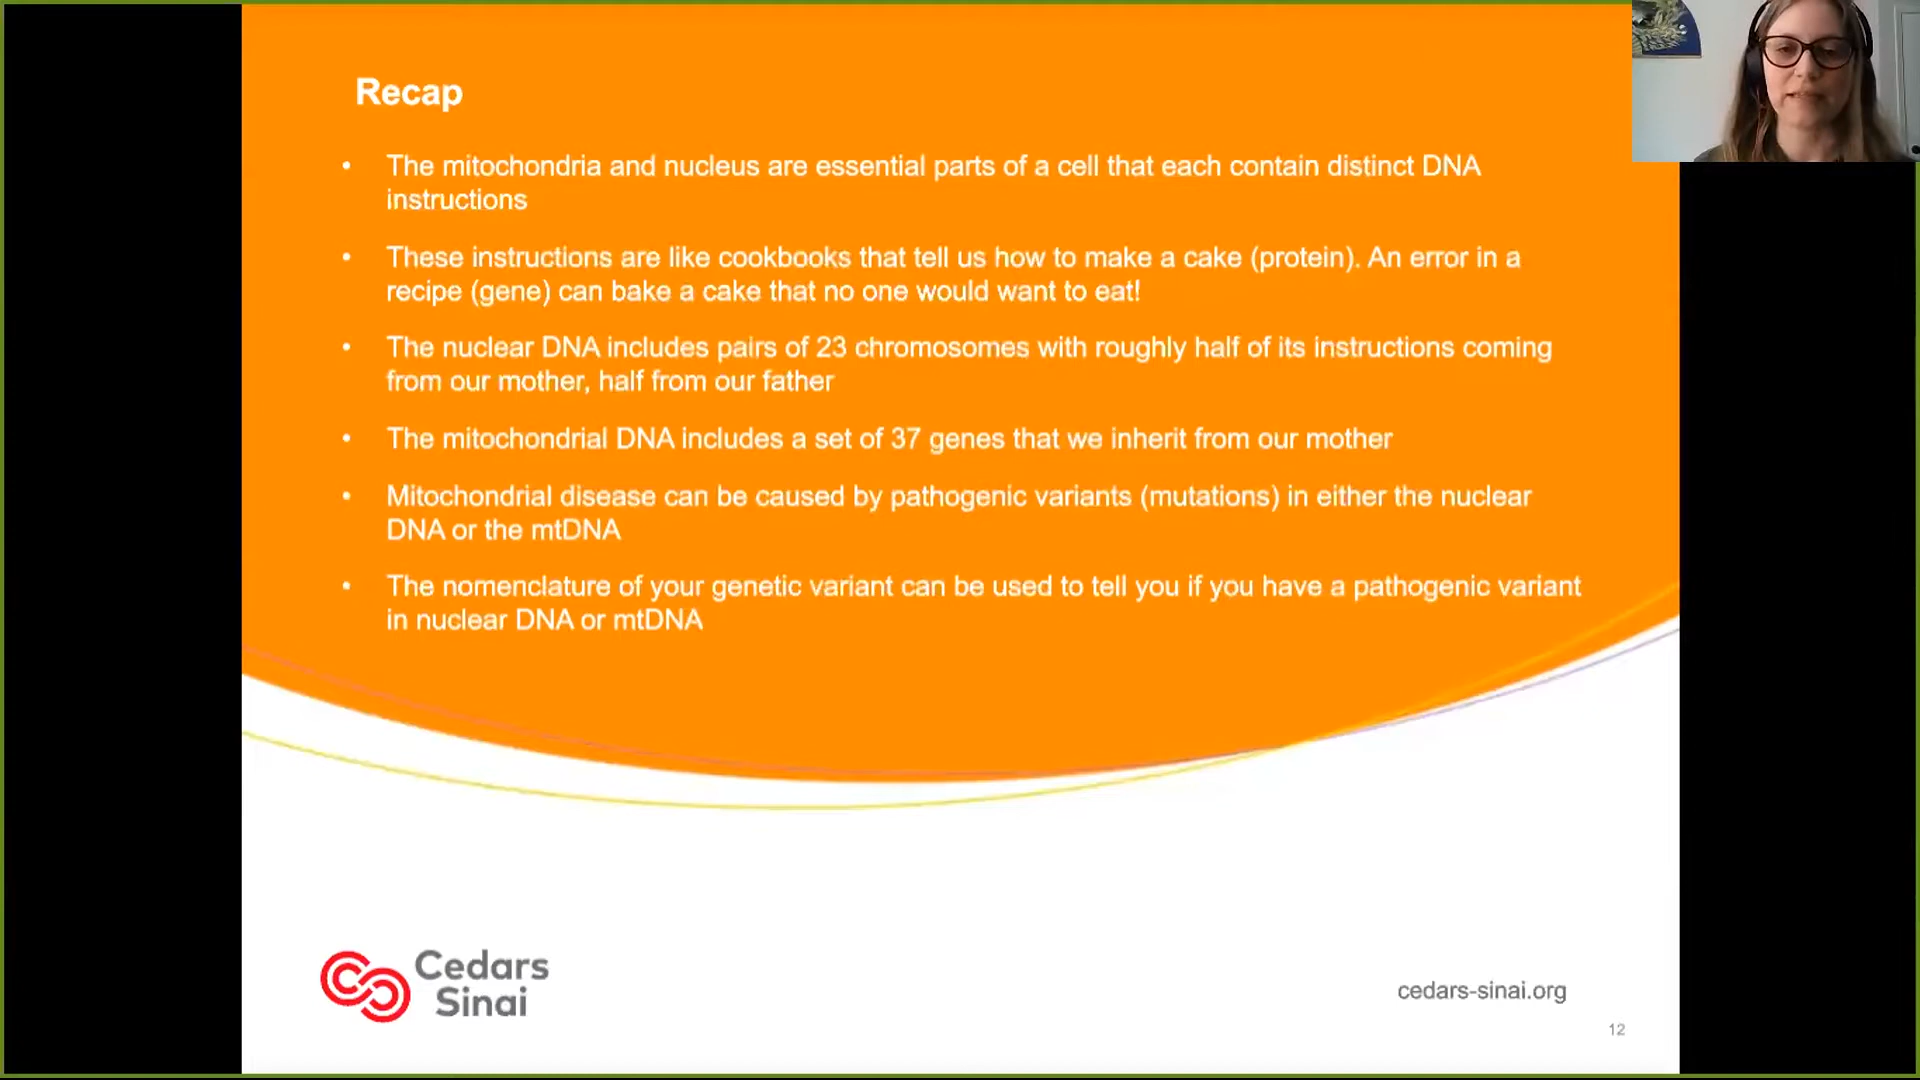 Recap
• The mitochondria and nucleus are essential parts of a cell that each contain distinct DNA
instructions
• These instructions are like cookbooks that tell us how to make a cake (protein). An error in a
recipe (gene) can bake a cake that no one would want to eat!
• The nuclear DNA includes pairs of 23 chromosomes with roughly half of its instructions coming
from our mother, half from our father
• The mitochondrial DNA includes a set of 37 genes that we inherit from our mother
• Mitochondrial disease can be caused by pathogenic variants (mutations) in either the nuclear
DNA or the mtDNA
• The nomenclature of your genetic variant can be used to tell you if you have a pathogenic variant
in nuclear DNA or mtDNA
Cedars
Sinai
cedars-sinai.org
12